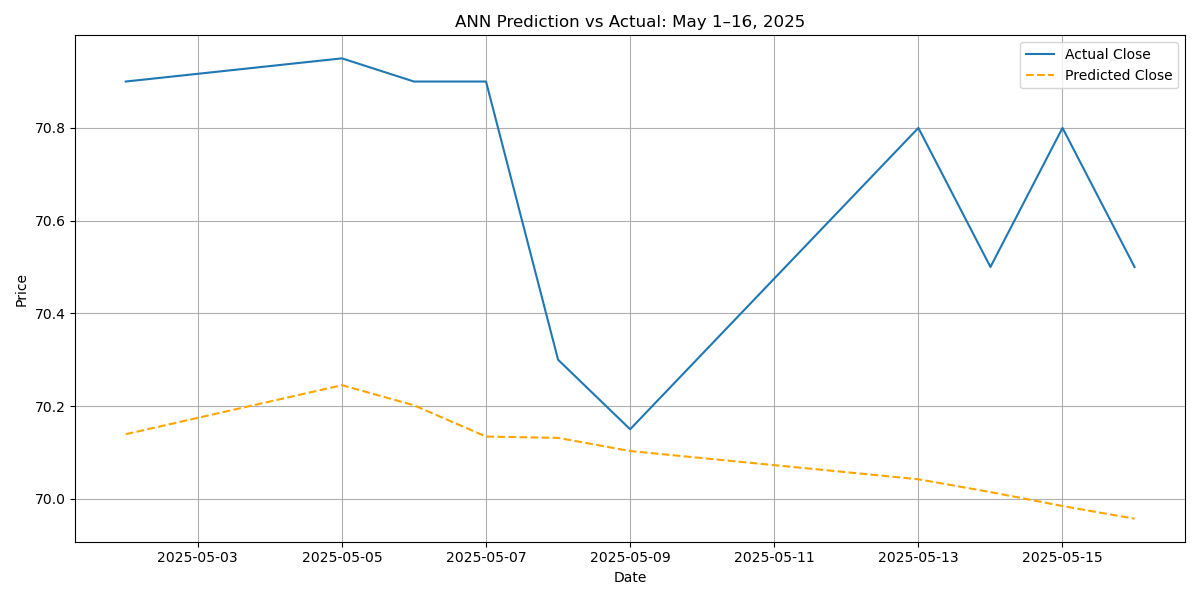 ANN Prediction vs Actual: May 1–16, 2025
Actual Close
Predicted Close
Price
70.8
70.6
70.4
70.2
70.0
2025-05-03
2025-05-05
2025-05-07
2025-05-09
2025-05-11
2025-05-13
2025-05-15
Date